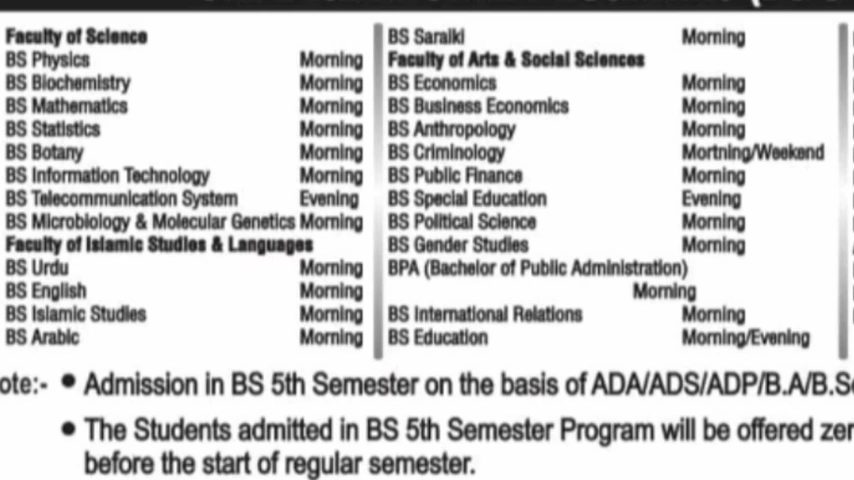 Faculty of Science
BS Physics Morning
BS Biochemistry Morning
BS Mathematics Morning
BS Statistics Morning
BS Botany Morning
BS Information Technology Morning
BS Telecommunication System Evening
BS Microbiology & Molecular Genetics Morning
Faculty of Islamic Studies & Languages
BS Urdu Morning
BS English Morning
BS Islamic Studies Morning
BS Arabic Morning
BS Saraiki Morning
Faculty of Arts & Social Sciences
BS Economics Morning
BS Business Economics Morning
BS Anthropology Morning
BS Criminology Mortning/Weekend
BS Public Finance Morning
BS Special Education Evening
BS Political Science Morning
BS Gender Studies Morning
BPA (Bachelor of Public Administration)
Morning
BS International Relations Morning
BS Education Morning/Evening
ote:- • Admission in BS 5th Semester on the basis of ADA/ADS/ADP/B.A/B.Sc
• The Students admitted in BS 5th Semester Program will be offered zer
before the start of regular semester.